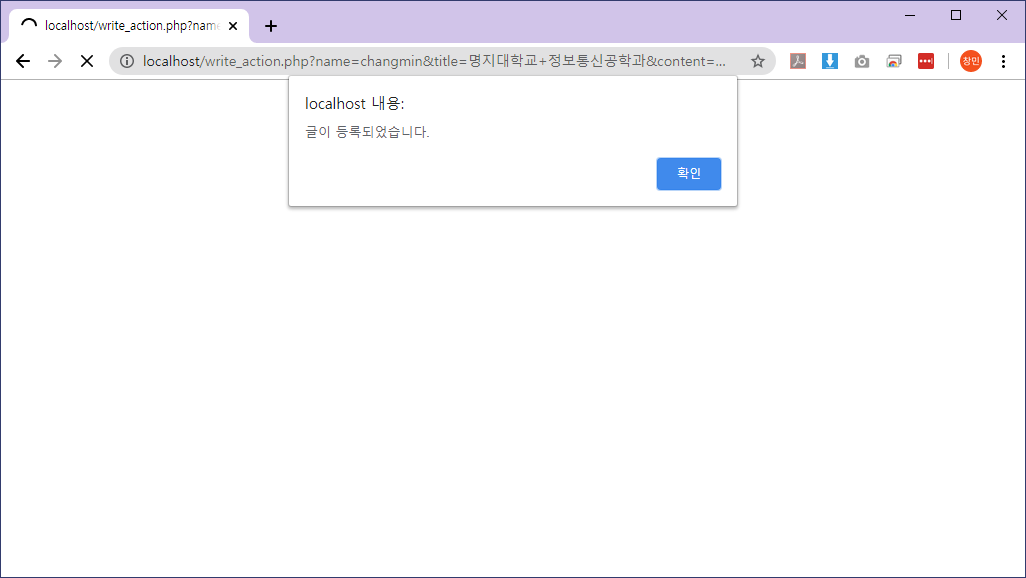 localhost/write_action.php?name
localhost/write_action.php?name=changmin&title=명지대학교+정보통신공학과&content=...
창민
localhost 내용:
글이 등록되었습니다.
확인